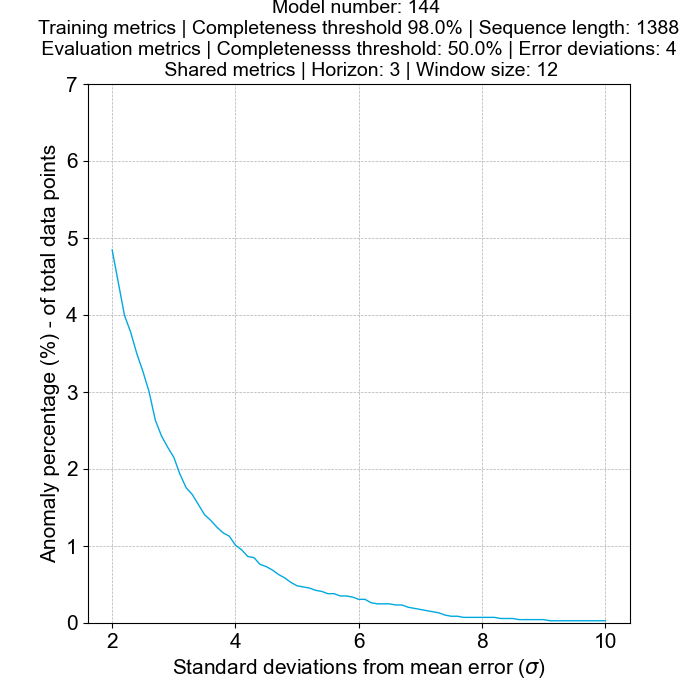 Model number: 144
Training metrics | Completeness threshold 98.0% | Sequence length: 1388
Evaluation metrics | Completenesss threshold: 50.0% | Error deviations: 4
Shared metrics | Horizon: 3 | Window size: 12
7
6
5
4
3
2
1
0
Anomaly percentage (%) - of total data points
2 4 6 8 10
Standard deviations from mean error (σ)